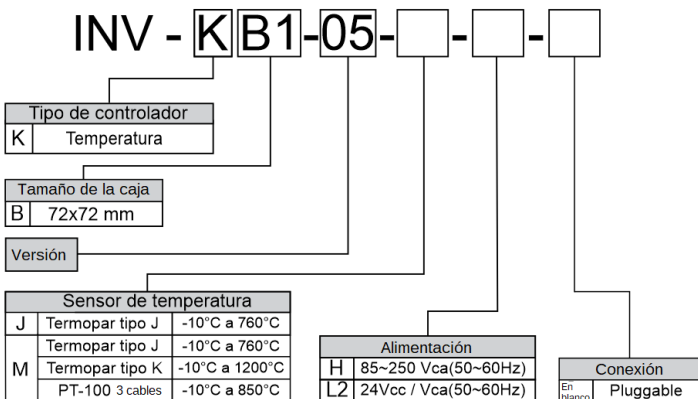 INV - K B1-05- - -
Tipo de controlador
K Temperatura
Tamaño de la caja
B 72x72 mm
Versión
Sensor de temperatura
J Termopar tipo J -10°C a 760°C
M Termopar tipo J -10°C a 760°C
Termopar tipo K -10°C a 1200°C
PT-100 3 cables -10°C a 850°C
Alimentación
H 85~250 Vca(50~60Hz)
L2 24Vcc / Vca(50~60Hz)
Conexión
En blanco Pluggable